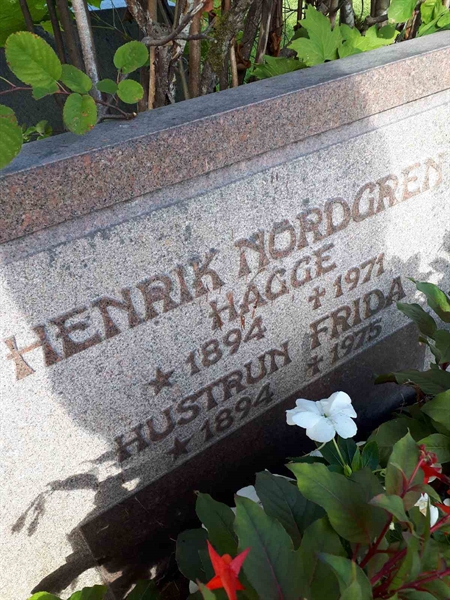 HENRIK NORDGREN
HAGGE
* 1894 † 1971
HUSTRUN FRIDA
* 1894 † 1975